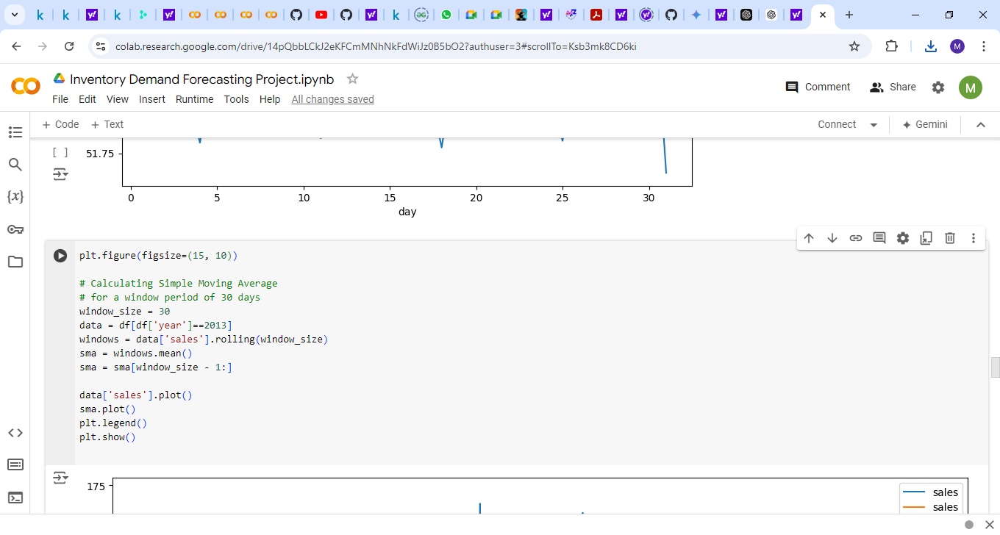 colab.research.google.com/drive/14pQbbLCkJ2eKFCmMNhNkFdWiJz0B5bO2?authuser=3#scrollTo=Ksb3mk8CD6ki
M
Inventory Demand Forecasting Project.ipynb
File Edit View Insert Runtime Tools Help All changes saved
Comment Share M
+ Code + Text Connect Gemini
[ ] 51.75
0 5 10 15 20 25 30
day
plt.figure(figsize=(15, 10))
# Calculating Simple Moving Average
# for a window period of 30 days
window_size = 30
data = df[df['year']==2013]
windows = data['sales'].rolling(window_size)
sma = windows.mean()
sma = sma[window_size - 1:]
data['sales'].plot()
sma.plot()
plt.legend()
plt.show()
175
sales
sales